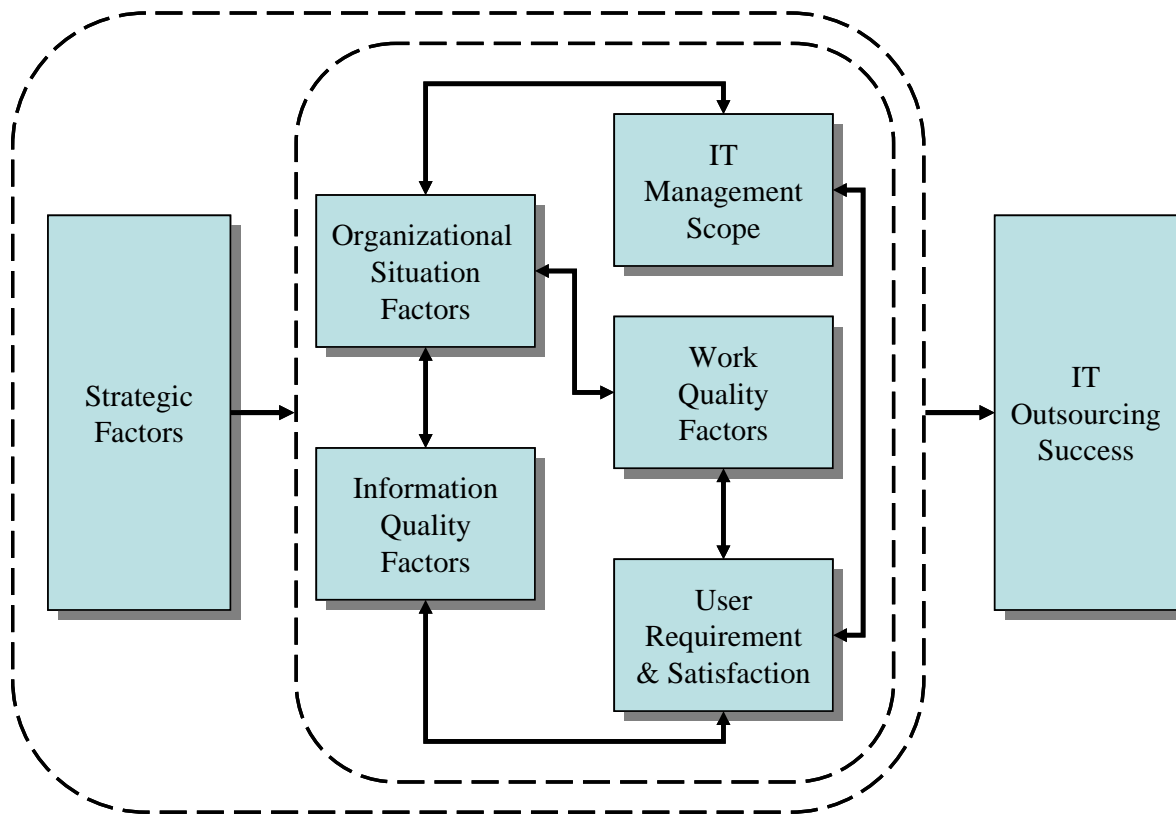 Strategic
Factors
Organizational
Situation
Factors
Information
Quality
Factors
IT
Management
Scope
Work
Quality
Factors
User
Requirement
& Satisfaction
IT
Outsourcing
Success